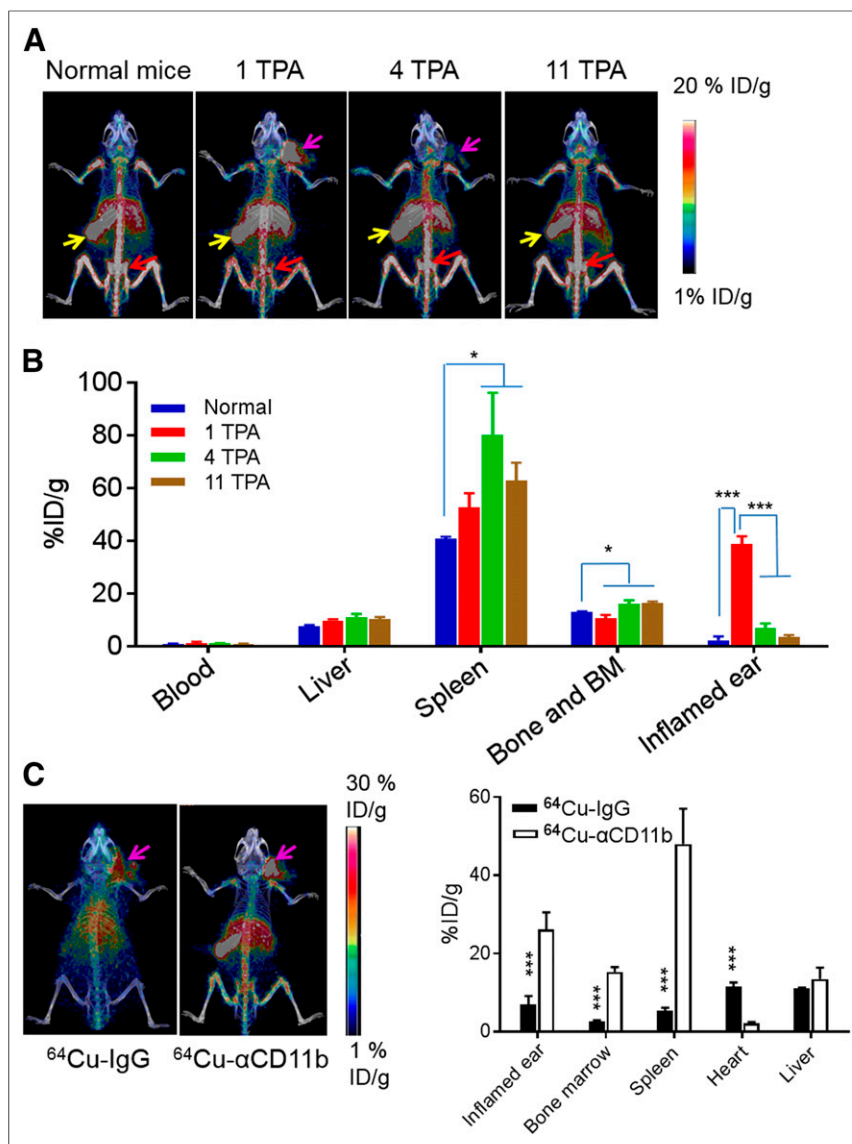 A
Normal mice 1 TPA 4 TPA 11 TPA
20 % ID/g
1% ID/g
B
%ID/g
100
80
60
40
20
0
Normal
1 TPA
4 TPA
11 TPA
*
*
*** ***
Blood Liver Spleen Bone and BM Inflamed ear
C
30 %
ID/g
1 %
ID/g
64Cu-IgG 64Cu-αCD11b
%ID/g
60
40
20
0
64Cu-IgG
64Cu-αCD11b
*** *** *** ***
Inflamed ear Bone marrow Spleen Heart Liver